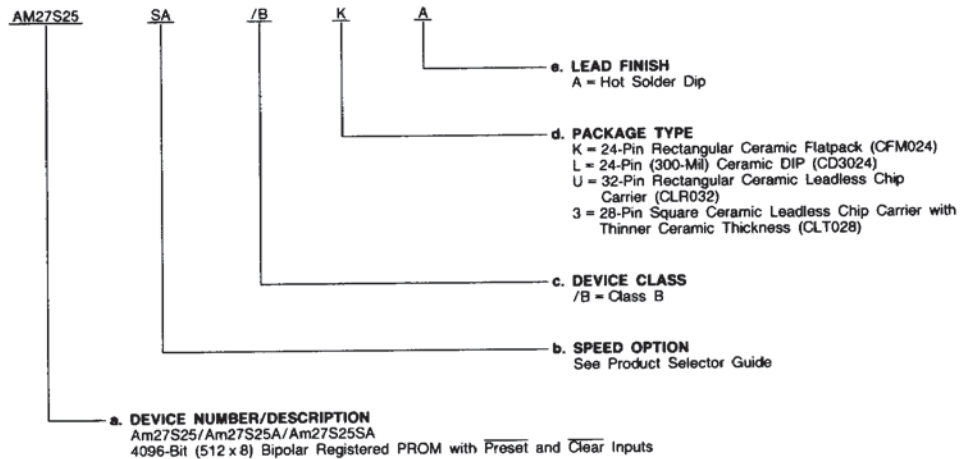 AM27S25 SA /B K A
e. LEAD FINISH
A = Hot Solder Dip
d. PACKAGE TYPE
K = 24-Pin Rectangular Ceramic Flatpack (CFM024)
L = 24-Pin (300-Mil) Ceramic DIP (CD3024)
U = 32-Pin Rectangular Ceramic Leadless Chip
Carrier (CLR032)
3 = 28-Pin Square Ceramic Leadless Chip Carrier with
Thinner Ceramic Thickness (CLT028)
c. DEVICE CLASS
/B = Class B
b. SPEED OPTION
See Product Selector Guide
a. DEVICE NUMBER/DESCRIPTION
Am27S25/Am27S25A/Am27S25SA
4096-Bit (512 x 8) Bipolar Registered PROM with Preset and Clear Inputs